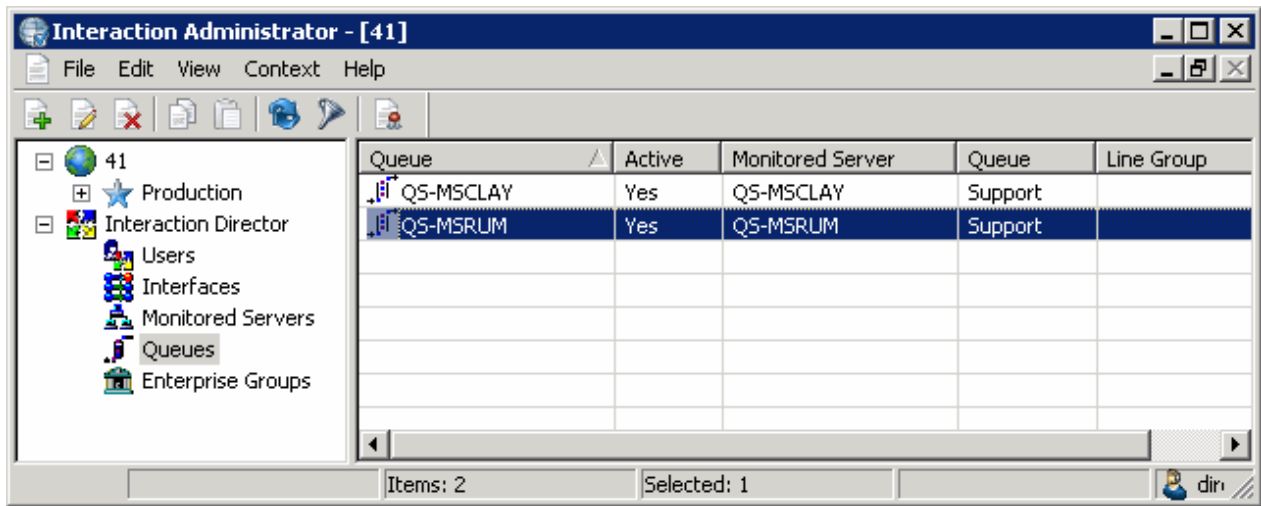 Interaction Administrator - [41]
File Edit View Context Help
41
Production
Interaction Director
Users
Interfaces
Monitored Servers
Queues
Enterprise Groups
Queue Active Monitored Server Queue Line Group
QS-MSCLAY Yes QS-MSCLAY Support
QS-MSRUM Yes QS-MSRUM Support
Items: 2 Selected: 1